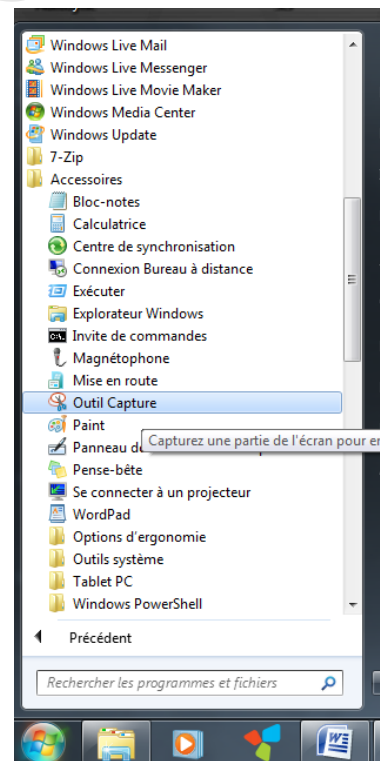 Windows Live Mail
Windows Live Messenger
Windows Live Movie Maker
Windows Media Center
Windows Update
7-Zip
Accessoires
Bloc-notes
Calculatrice
Centre de synchronisation
Connexion Bureau à distance
Exécuter
Explorateur Windows
Invite de commandes
Magnétophone
Mise en route
Outil Capture
Paint
Capturez une partie de l'écran pour en
Panneau
Pense-bête
Se connecter à un projecteur
WordPad
Options d'ergonomie
Outils système
Tablet PC
Windows PowerShell
Précédent
Rechercher les programmes et fichiers